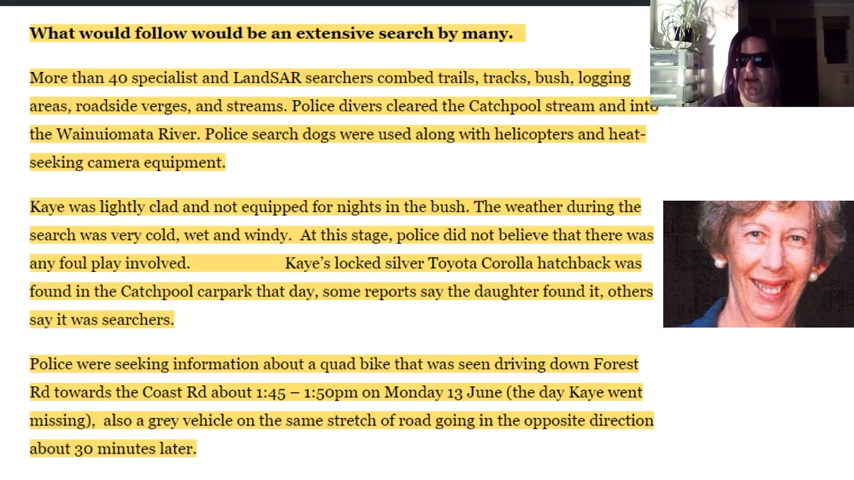 What would follow would be an extensive search by many.
More than 40 specialist and LandSAR searchers combed trails, tracks, bush, logging
areas, roadside verges, and streams. Police divers cleared the Catchpool stream and into
the Wainuiomata River. Police search dogs were used along with helicopters and heat-
seeking camera equipment.
Kaye was lightly clad and not equipped for nights in the bush. The weather during the
search was very cold, wet and windy. At this stage, police did not believe that there was
any foul play involved. Kaye's locked silver Toyota Corolla hatchback was
found in the Catchpool carpark that day, some reports say the daughter found it, others
say it was searchers.
Police were seeking information about a quad bike that was seen driving down Forest
Rd towards the Coast Rd about 1:45 – 1:50pm on Monday 13 June (the day Kaye went
missing), also a grey vehicle on the same stretch of road going in the opposite direction
about 30 minutes later.